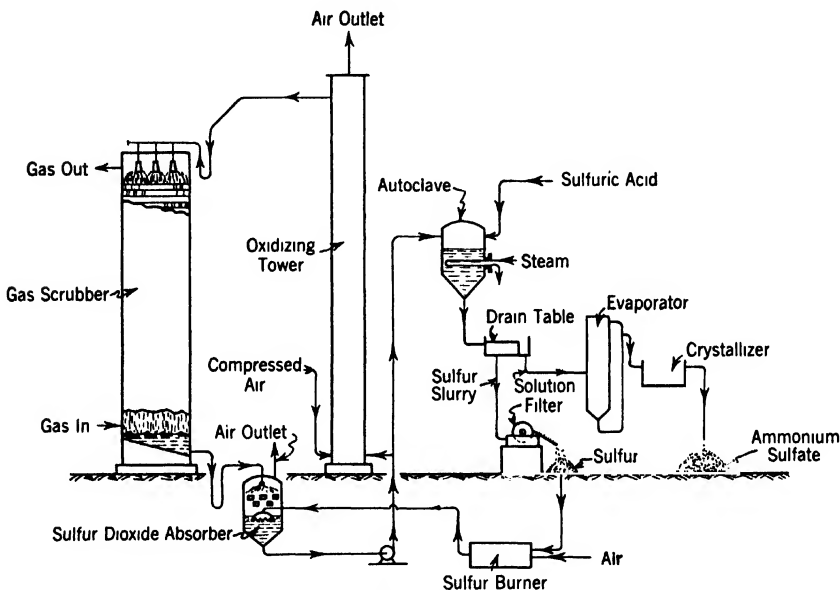 Air Outlet
Gas Out
Autoclave
Sulfuric Acid
Oxidizing
Tower
Steam
Gas Scrubber
Evaporator
Drain Table
Crystallizer
Compressed
Air
Sulfur
Slurry
Solution
Filter
Gas In
Air Outlet
Sulfur
Ammonium
Sulfate
Sulfur Dioxide Absorber
Air
Sulfur Burner